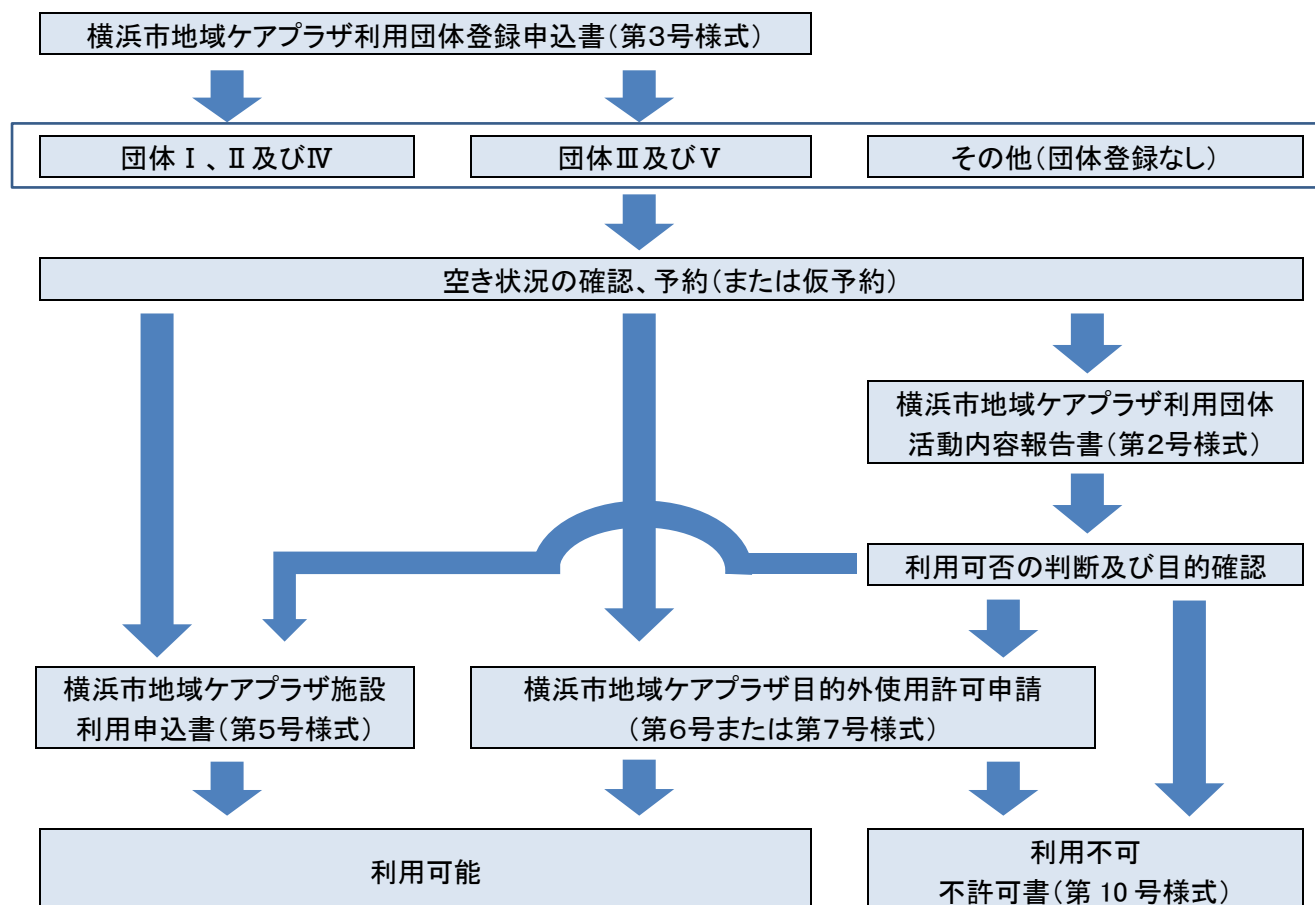 横浜市地域ケアプラザ利用団体登録申込書(第3号様式)
団体Ⅰ、Ⅱ及びⅣ
団体Ⅲ及びⅤ
その他(団体登録なし)
空き状況の確認、予約(または仮予約)
横浜市地域ケアプラザ利用団体
活動内容報告書(第2号様式)
利用可否の判断及び目的確認
横浜市地域ケアプラザ施設
利用申込書(第5号様式)
横浜市地域ケアプラザ目的外使用許可申請
(第6号または第7号様式)
利用可能
利用不可
不許可書(第 10 号様式)